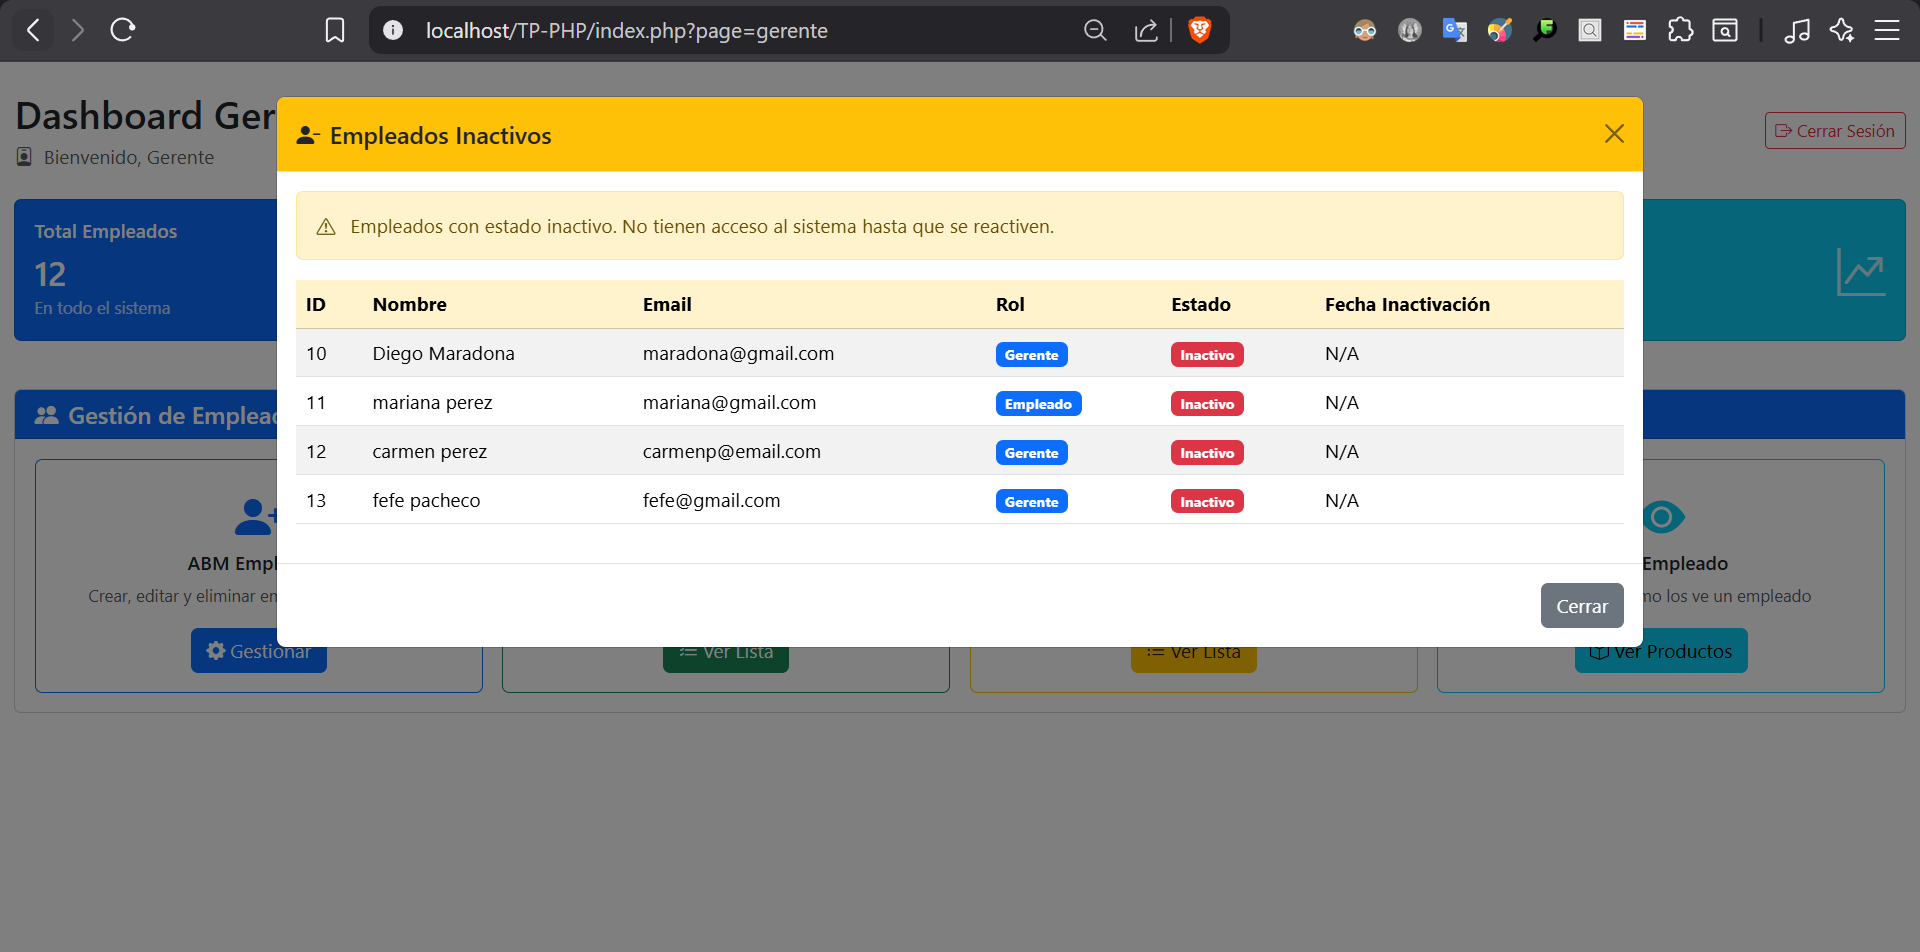 localhost/TP-PHP/index.php?page=gerente
Dashboard Ger
Bienvenido, Gerente
Cerrar Sesión
Total Empleados
12
En todo el sistema
Empleados Inactivos
Empleados con estado inactivo. No tienen acceso al sistema hasta que se reactiven.
ID Nombre Email Rol Estado Fecha Inactivación
10 Diego Maradona maradona@gmail.com Gerente Inactivo N/A
11 mariana perez mariana@gmail.com Empleado Inactivo N/A
12 carmen perez carmenp@email.com Gerente Inactivo N/A
13 fefe pacheco fefe@gmail.com Gerente Inactivo N/A
Cerrar
Gestión de Emplead
ABM Empl
Crear, editar y eliminar em
Gestionar
Ver Lista
Ver Lista
Empleado
mo los ve un empleado
Ver Productos